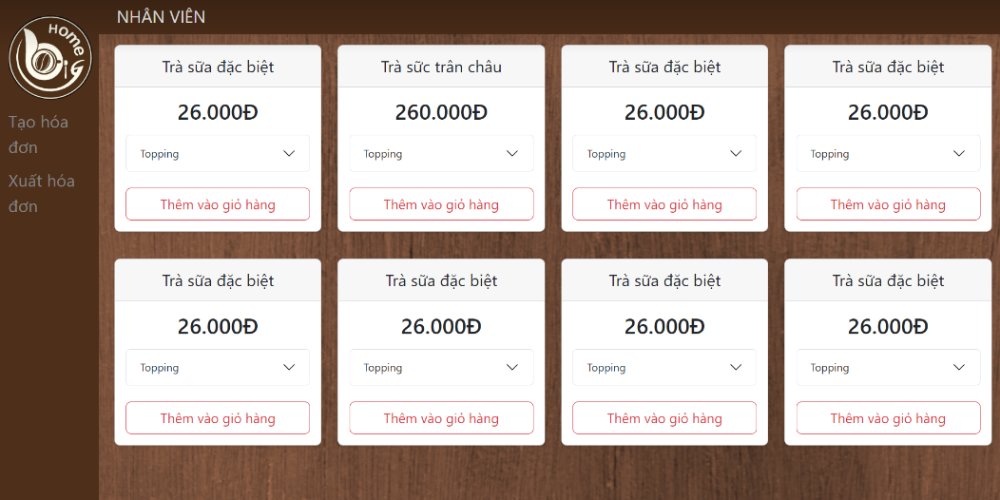 Home
big
NHÂN VIÊN
Tạo hóa
đơn
Xuất hóa
đơn
Trà sữa đặc biệt
26.000Đ
Topping
Thêm vào giỏ hàng
Trà sức trân châu
260.000Đ
Topping
Thêm vào giỏ hàng
Trà sữa đặc biệt
26.000Đ
Topping
Thêm vào giỏ hàng
Trà sữa đặc biệt
26.000Đ
Topping
Thêm vào giỏ hàng
Trà sữa đặc biệt
26.000Đ
Topping
Thêm vào giỏ hàng
Trà sữa đặc biệt
26.000Đ
Topping
Thêm vào giỏ hàng
Trà sữa đặc biệt
26.000Đ
Topping
Thêm vào giỏ hàng
Trà sữa đặc biệt
26.000Đ
Topping
Thêm vào giỏ hàng